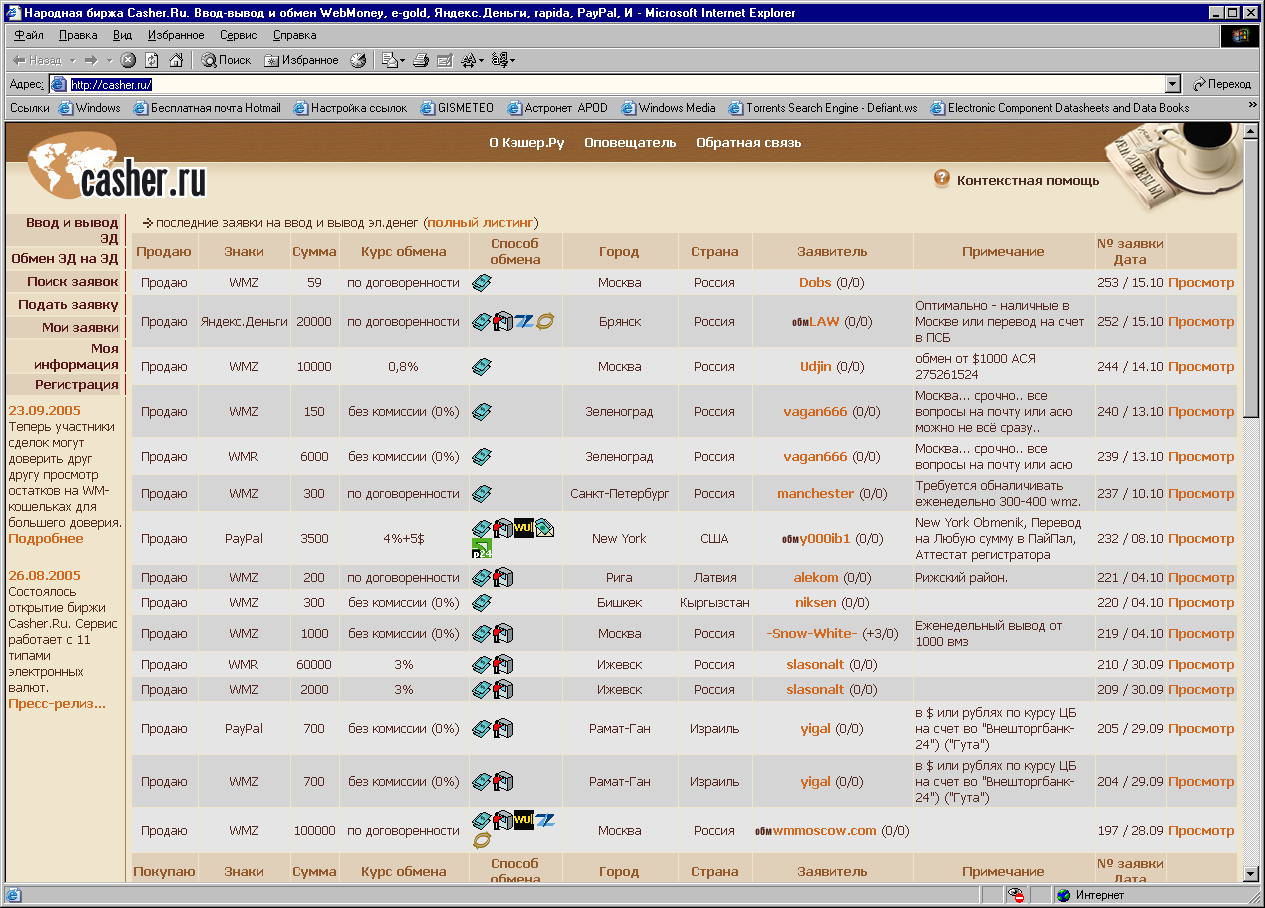 Народная биржа Casher.Ru. Ввод-вывод и обмен WebMoney, e-gold, Яндекс.Деньги, rapida, PayPal, И - Microsoft Internet Explorer
Файл Правка Вид Избранное Сервис Справка
Назад Поиск Избранное
Адрес: http://casher.ru/ Переход
Ссылки Windows Бесплатная почта Hotmail Настройка ссылок GISMETEO Астронет APOD Windows Media Torrents Search Engine - Defiant.ws Electronic Component Datasheets and Data Books »
О Кэшер.Ру Оповещатель Обратная связь
casher.ru
? Контекстная помощь
Ввод и вывод
ЭД
Обмен ЭД на ЭД
Поиск заявок
Подать заявку
Мои заявки
Моя
информация
Регистрация
23.09.2005
Теперь участники
сделок могут
доверить друг
другу просмотр
остатков на WM-
кошельках для
большего доверия.
Подробнее
26.08.2005
Состоялось
открытие биржи
Casher.Ru. Сервис
работает с 11
типами
электронных
валют.
Пресс-релиз...
последние заявки на ввод и вывод эл.денег (полный листинг)
Продаю Знаки Сумма Курс обмена Способ обмена Город Страна Заявитель Примечание № заявки Дата
Продаю WMZ 59 по договоренности Москва Россия Dobs (0/0) 253 / 15.10 Просмотр
Продаю Яндекс.Деньги 20000 по договоренности Брянск Россия обмLAW (0/0) Оптимально - наличные в
Москве или перевод на счет
в ПСБ 252 / 15.10 Просмотр
Продаю WMZ 10000 0,8% Москва Россия Udjin (0/0) обмен от $1000 АСЯ
275261524 244 / 14.10 Просмотр
Продаю WMZ 150 без комиссии (0%) Зеленоград Россия vagan666 (0/0) Москва... срочно.. все
вопросы на почту или асю
можно не всё сразу.. 240 / 13.10 Просмотр
Продаю WMR 6000 без комиссии (0%) Зеленоград Россия vagan666 (0/0) Москва... срочно.. все
вопросы на почту или асю 239 / 13.10 Просмотр
Продаю WMZ 300 по договоренности Санкт-Петербург Россия manchester (0/0) Требуется обналичивать
еженедельно 300-400 wmz. 237 / 10.10 Просмотр
Продаю PayPal 3500 4%+5$ WU p24 New York США обмy000ib1 (0/0) New York Obmenik, Перевод
на Любую сумму в ПайПал,
Аттестат регистратора 232 / 08.10 Просмотр
Продаю WMZ 200 по договоренности Рига Латвия alekom (0/0) Рижский район. 221 / 04.10 Просмотр
Продаю WMZ 300 без комиссии (0%) Бишкек Кыргызстан niksen (0/0) 220 / 04.10 Просмотр
Продаю WMZ 1000 без комиссии (0%) Москва Россия -Snow-White- (+3/0) Еженедельный вывод от
1000 вмз 219 / 04.10 Просмотр
Продаю WMR 60000 3% Ижевск Россия slasonalt (0/0) 210 / 30.09 Просмотр
Продаю WMZ 2000 3% Ижевск Россия slasonalt (0/0) 209 / 30.09 Просмотр
Продаю PayPal 700 без комиссии (0%) Рамат-Ган Израиль yigal (0/0) в $ или рублях по курсу ЦБ
на счет во "Внешторгбанк-
24") ("Гута") 205 / 29.09 Просмотр
Продаю WMZ 700 без комиссии (0%) Рамат-Ган Израиль yigal (0/0) в $ или рублях по курсу ЦБ
на счет во "Внешторгбанк-
24") ("Гута") 204 / 29.09 Просмотр
Продаю WMZ 100000 по договоренности WU Москва Россия обмwmmoscow.com (0/0) 197 / 28.09 Просмотр
Покупаю Знаки Сумма Курс обмена Способ обмена Город Страна Заявитель Примечание № заявки Дата
Интернет